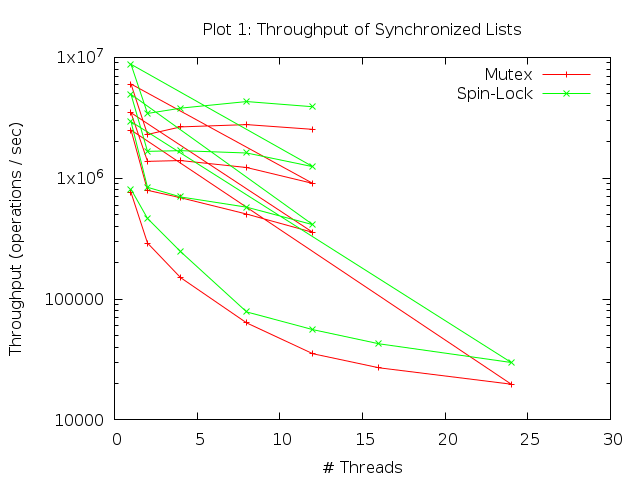 Plot 1: Throughput of Synchronized Lists
Throughput (operations / sec)
1x10^7
1x10^6
100000
10000
Mutex
Spin-Lock
0 5 10 15 20 25 30
# Threads